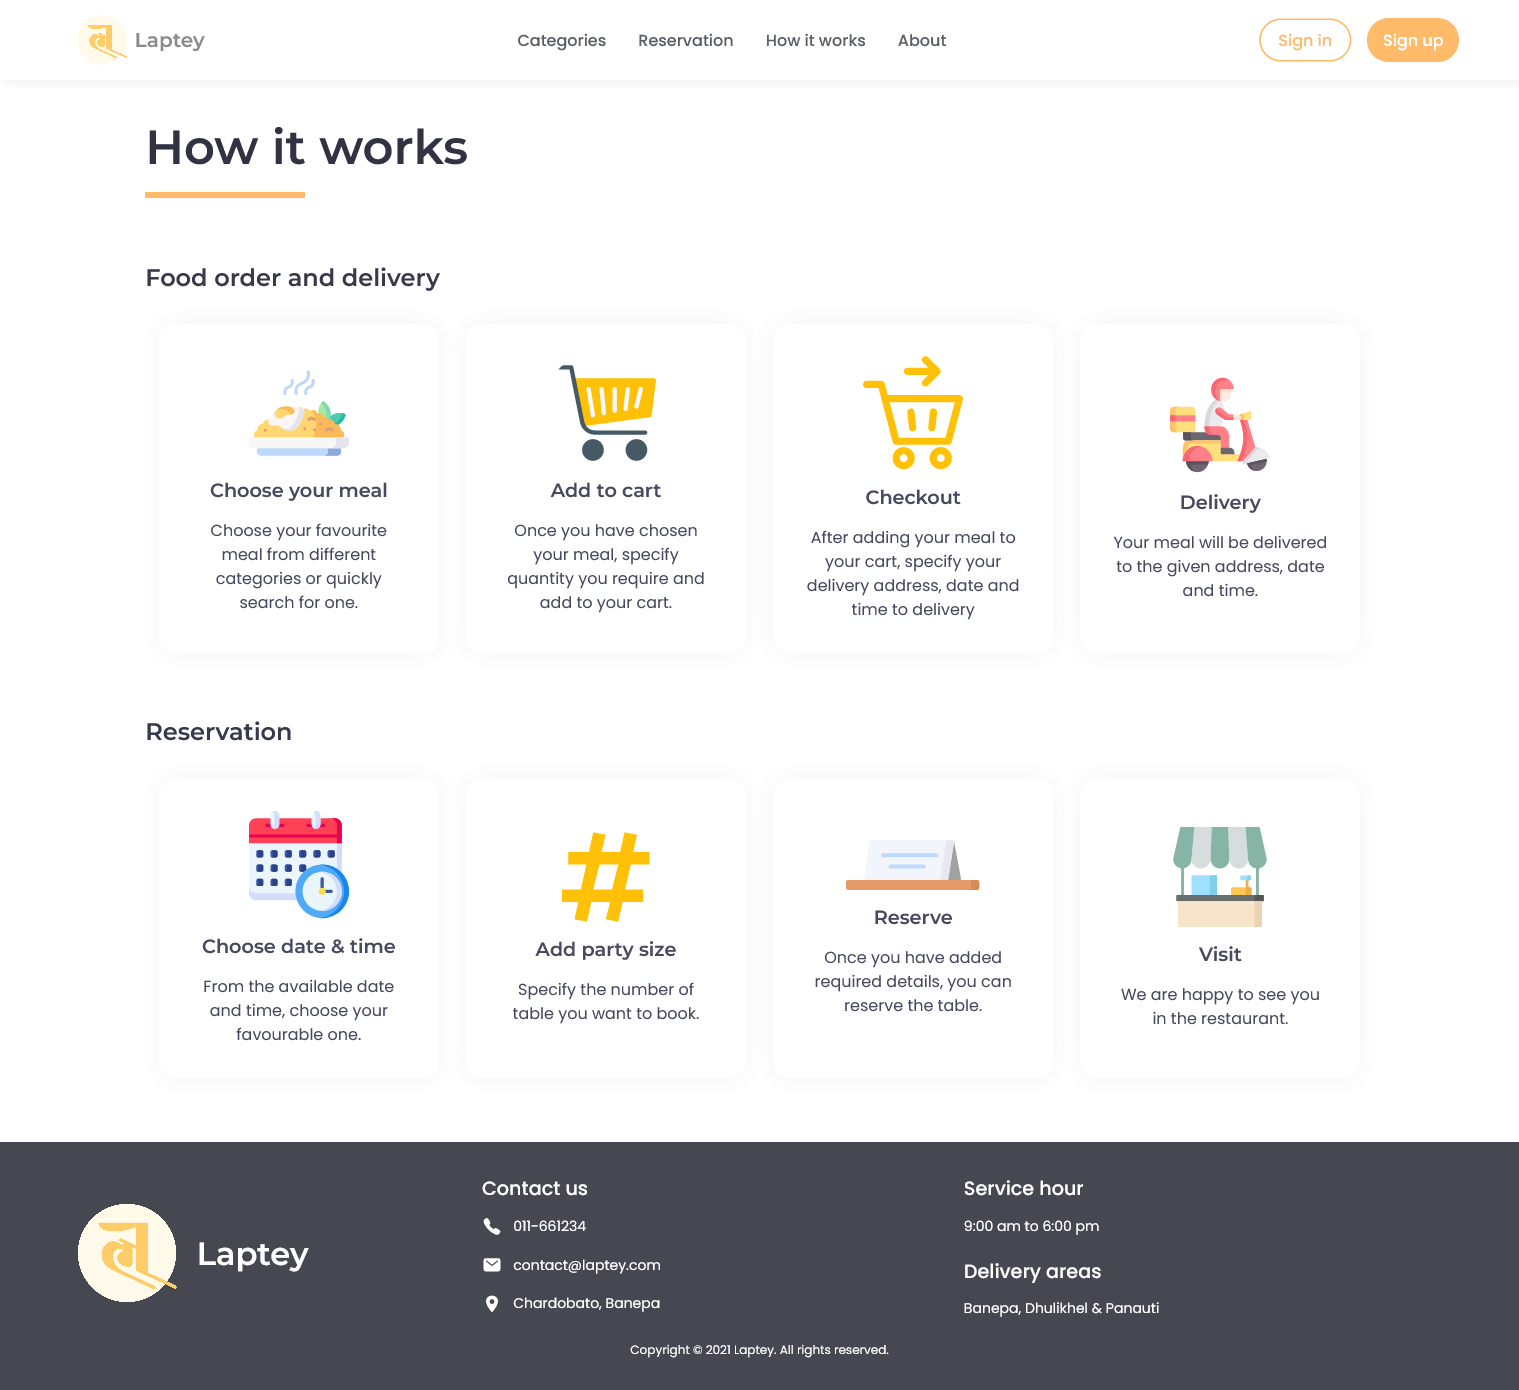 Laptey
Categories Reservation How it works About
Sign in Sign up
How it works
Food order and delivery
Choose your meal
Choose your favourite
meal from different
categories or quickly
search for one.
Add to cart
Once you have chosen
your meal, specify
quantity you require and
add to your cart.
Checkout
After adding your meal to
your cart, specify your
delivery address, date and
time to delivery
Delivery
Your meal will be delivered
to the given address, date
and time.
Reservation
Choose date & time
From the available date
and time, choose your
favourable one.
Add party size
Specify the number of
table you want to book.
Reserve
Once you have added
required details, you can
reserve the table.
Visit
We are happy to see you
in the restaurant.
Laptey
Contact us
011-661234
contact@laptey.com
Chardobato, Banepa
Service hour
9:00 am to 6:00 pm
Delivery areas
Banepa, Dhulikhel & Panauti
Copyright © 2021 Laptey. All rights reserved.